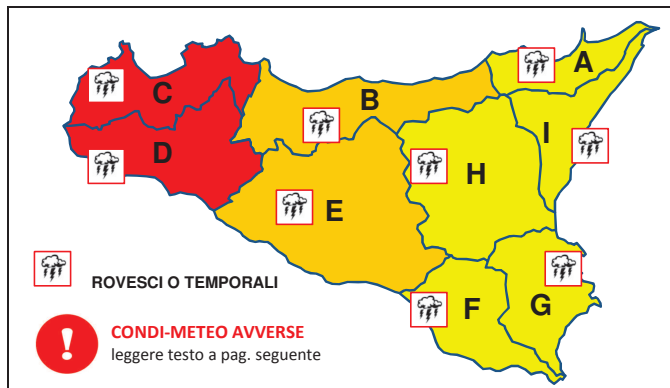 A
C
B
I
D
H
E
ROVESCI O TEMPORALI
F
G
CONDI-METEO AVVERSE
leggere testo a pag. seguente